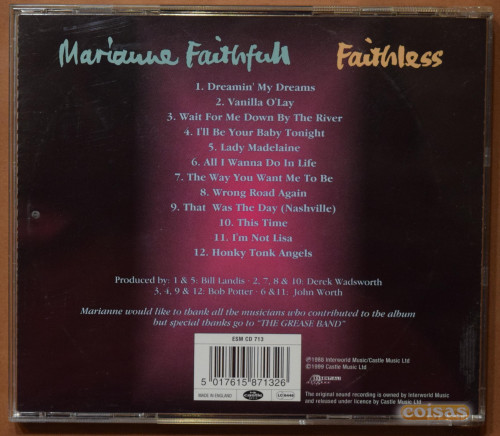 Marianne Faithfull Faithless
1. Dreamin' My Dreams
2. Vanilla O'Lay
3. Wait For Me Down By The River
4. I'll Be Your Baby Tonight
5. Lady Madelaine
6. All I Wanna Do In Life
7. The Way You Want Me To Be
8. Wrong Road Again
9. That Was The Day (Nashville)
10. This Time
11. I'm Not Lisa
12. Honky Tonk Angels
Produced by: 1 & 5: Bill Landis · 2, 7, 8 & 10: Derek Wadsworth
3, 4, 9 & 12: Bob Potter · 6 &11: John Worth
Marianne would like to thank all the musicians who contributed to the album
but special thanks go to "THE GREASE BAND"
ESM CD 713
5 017615 871326
MADE IN ENGLAND
℗1988 Interworld Music/Castle Music Ltd
©1999 Castle Music Ltd
The original sound recording is owned by Interworld Music
and released under licence by Castle Music Ltd.
coisas